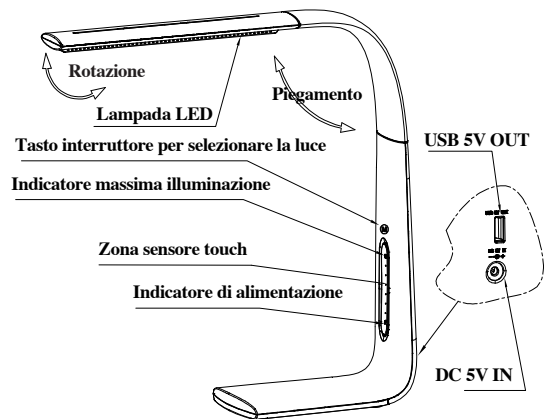 Rotazione
Piegamento
Lampada LED
Tasto interruttore per selezionare la luce
USB 5V OUT
Indicatore massima illuminazione
Zona sensore touch
Indicatore di alimentazione
DC 5V IN